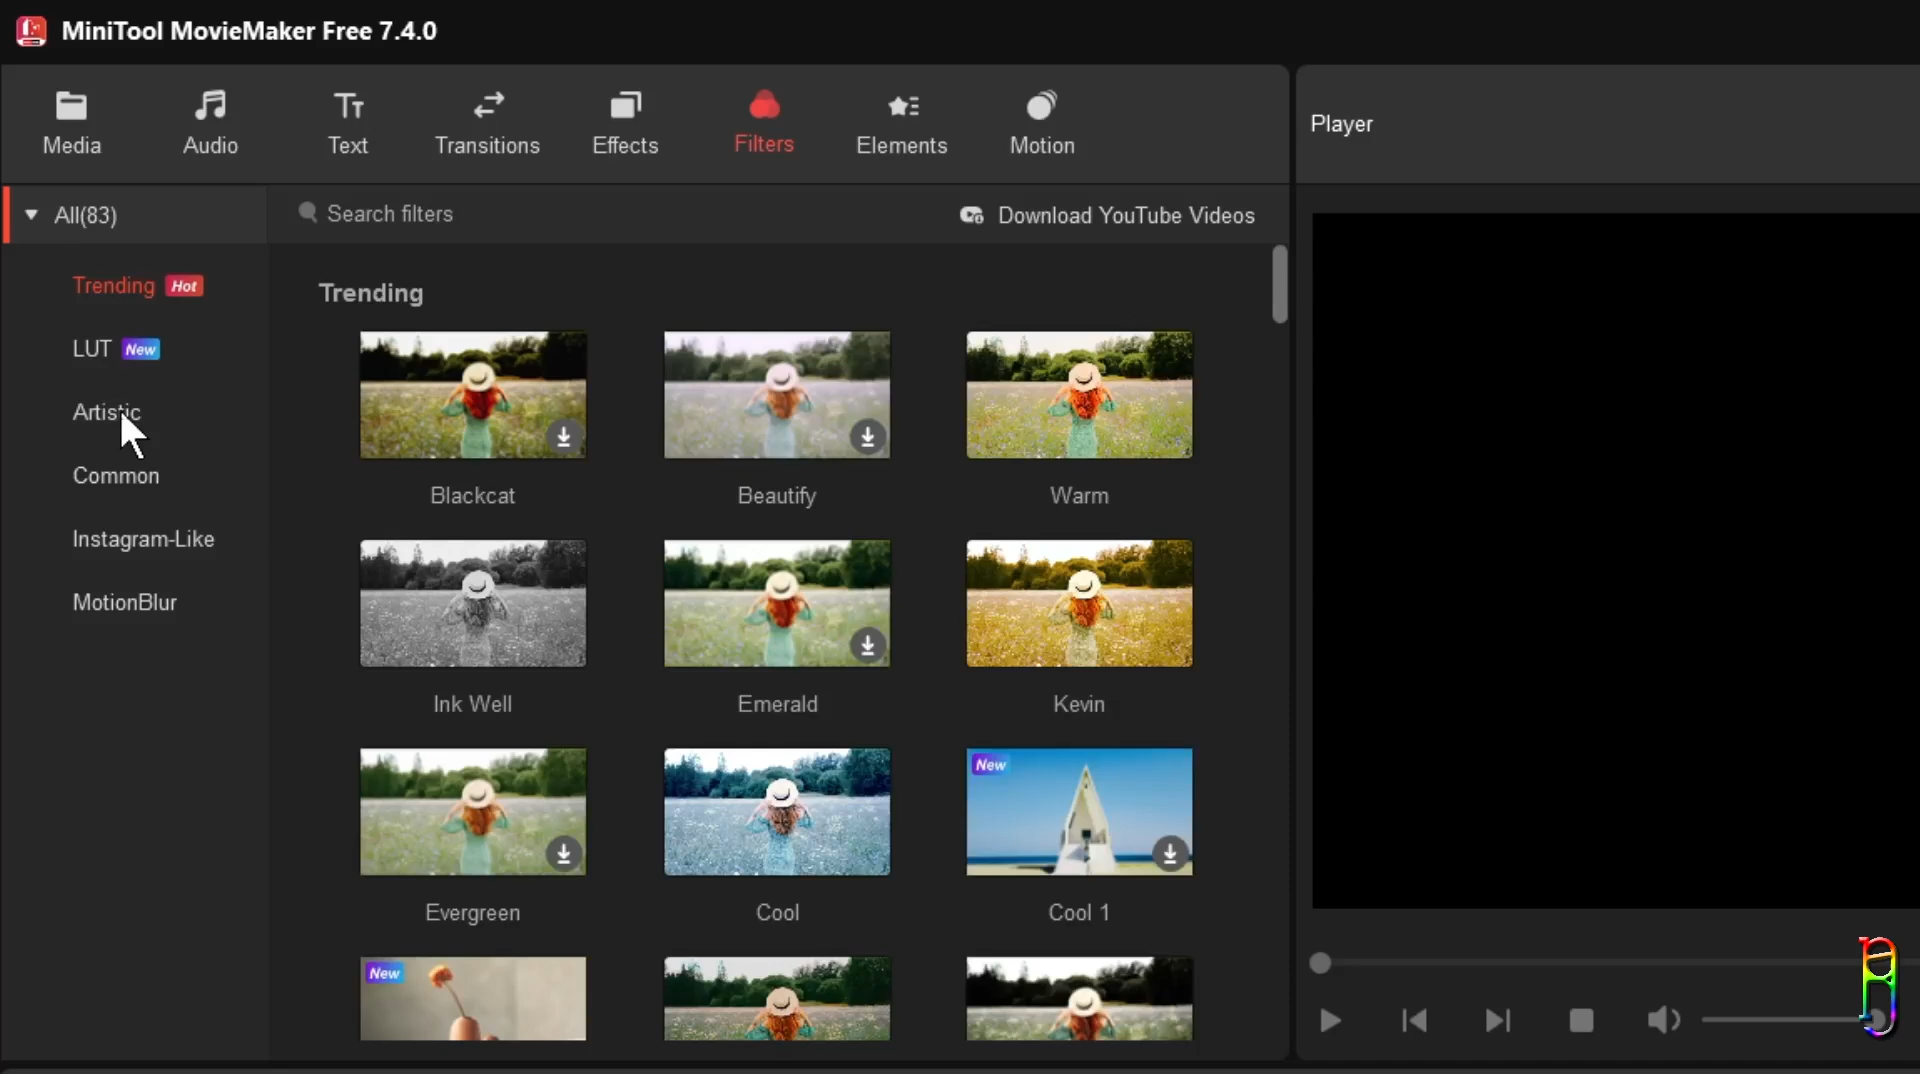 MiniTool MovieMaker Free 7.4.0
Media Audio Text Transitions Effects Filters Elements Motion
Player
All(83)
Search filters
Download YouTube Videos
Trending Hot
LUT New
Artistic
Common
Instagram-Like
MotionBlur
Trending
Blackcat Beautify Warm
Ink Well Emerald Kevin
New
Evergreen Cool Cool 1
New